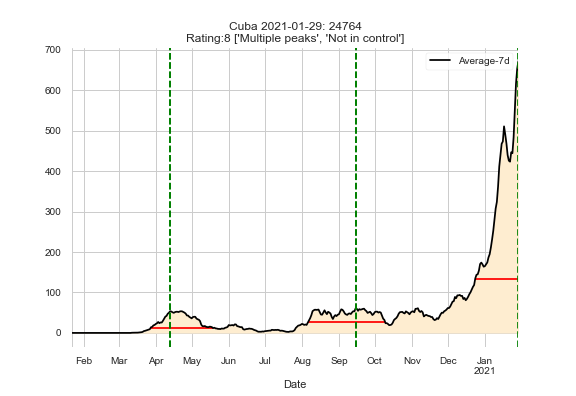 Cuba 2021-01-29: 24764
Rating:8 ['Multiple peaks', 'Not in control']
Average-7d
700
600
500
400
300
200
100
0
Feb Mar Apr May Jun Jul Aug Sep Oct Nov Dec Jan
2021
Date